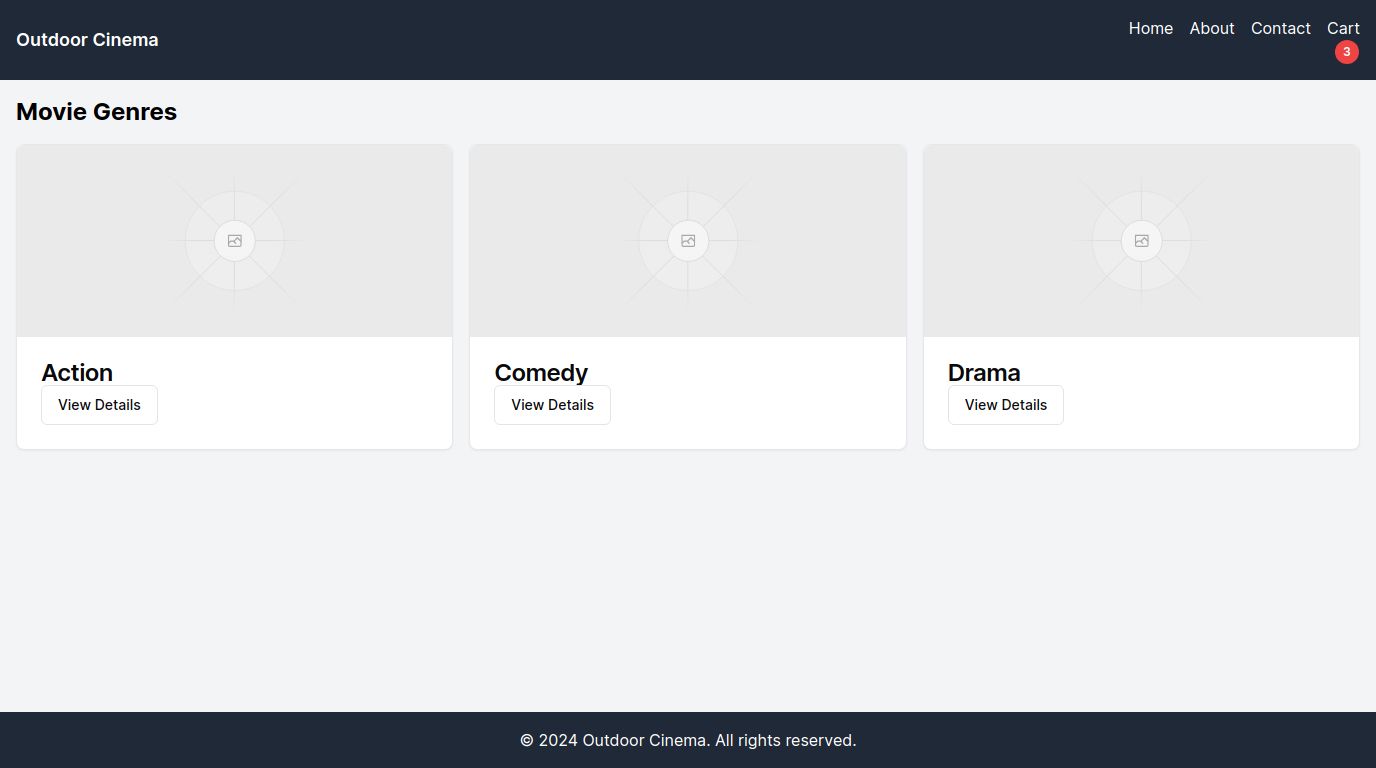 Outdoor Cinema
Home About Contact Cart
3
Movie Genres
Action
View Details
Comedy
View Details
Drama
View Details
© 2024 Outdoor Cinema. All rights reserved.